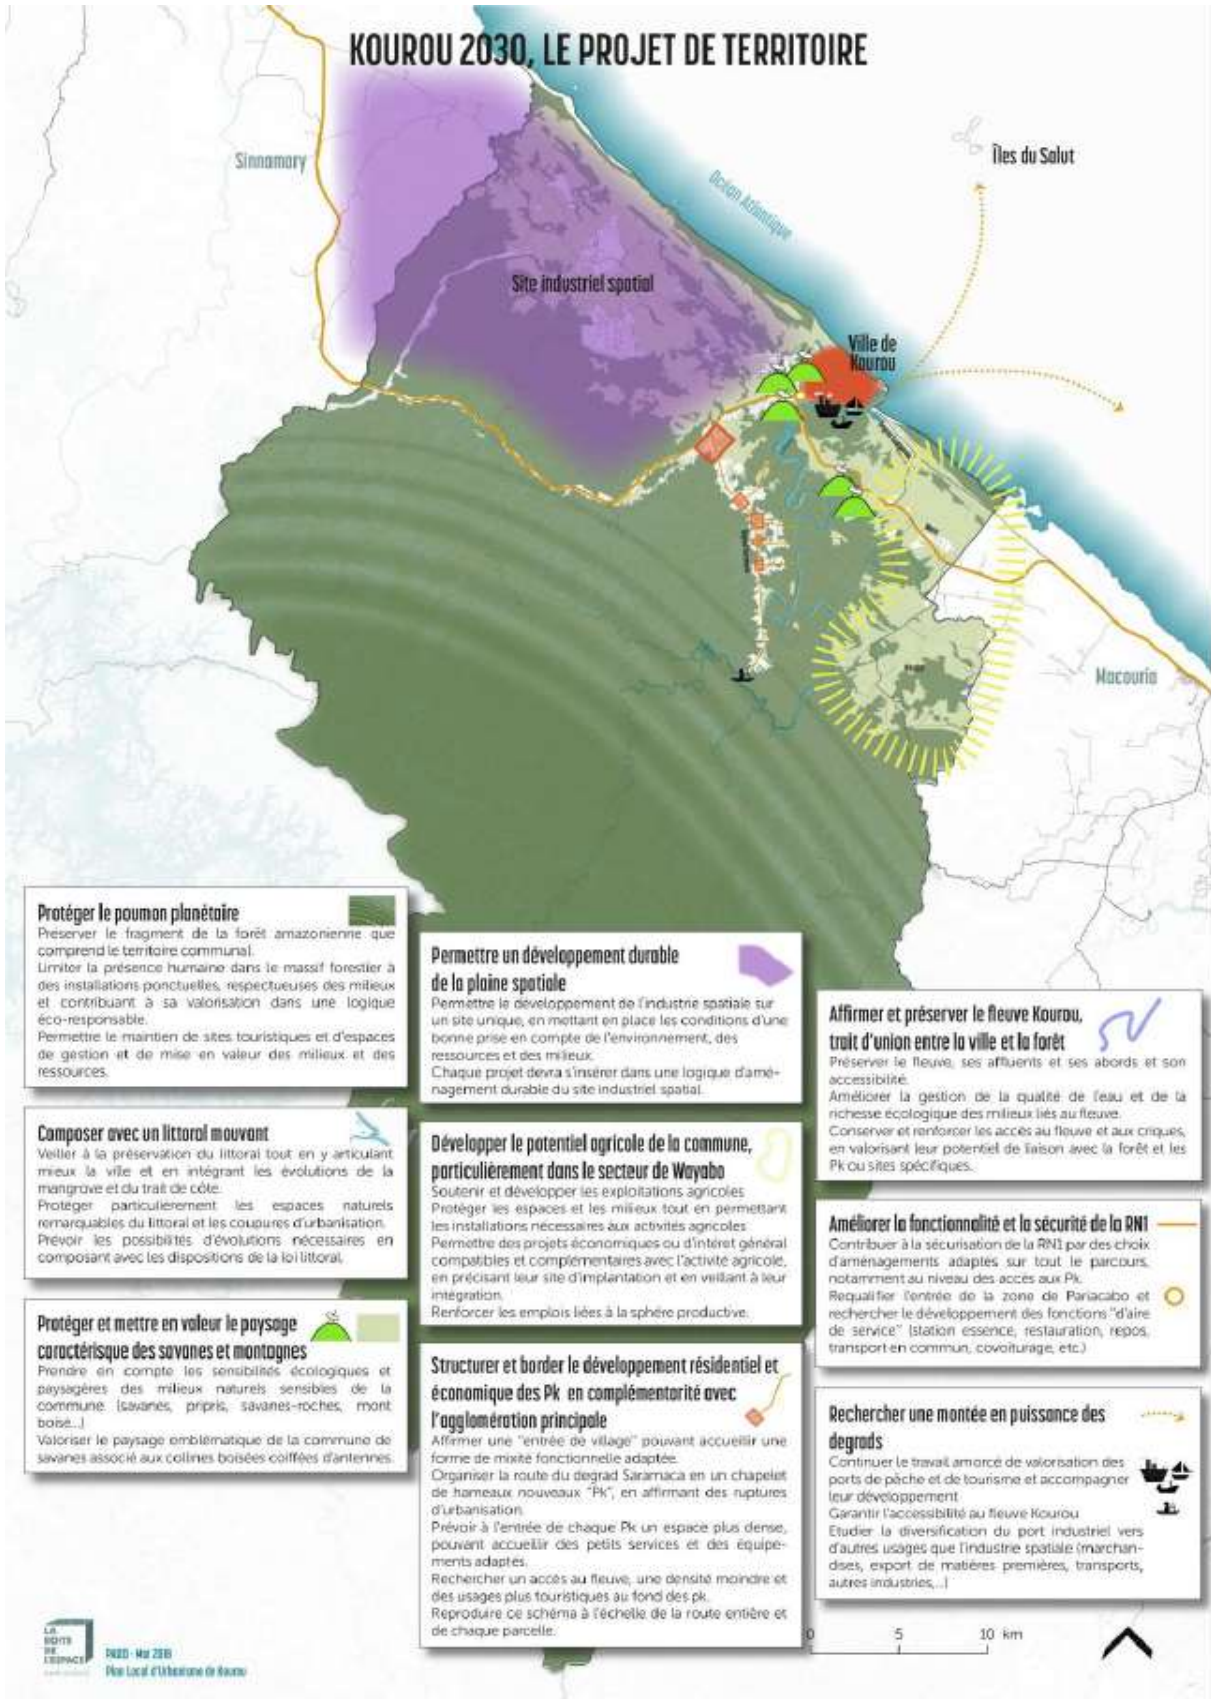 KOUROU 2030, LE PROJET DE TERRITOIRE
Sinnamary
Îles du Salut
Océan Atlantique
Site industriel spatial
Ville de
Kourou
Macouria
Protéger le poumon planétaire
Préserver le fragment de la forêt amazonienne que
comprend le territoire communal.
Limiter la présence humaine dans le massif forestier à
des installations ponctuelles, respectueuses des milieux
et contribuant à sa valorisation dans une logique
éco-responsable.
Permettre le maintien de sites touristiques et d'espaces
de gestion et de mise en valeur des milieux et des
ressources.
Composer avec un littoral mouvant
Veiller à la préservation du littoral tout en y articulant
mieux la ville et en intégrant les évolutions de la
mangrove et du trait de côte.
Protéger particulièrement les espaces naturels
remarquables du littoral et les coupures d'urbanisation.
Prévoir les possibilités d'évolutions nécessaires en
composant avec les dispositions de la loi littoral.
Protéger et mettre en valeur le paysage
caractérisque des savanes et montagnes
Prendre en compte les sensibilités écologiques et
paysagères des milieux naturels sensibles de la
commune (savanes, pripris, savanes-roches, mont
boisé...)
Valoriser le paysage emblématique de la commune de
savanes associé aux collines boisées coiffées d'antennes.
Permettre un développement durable
de la plaine spatiale
Permettre le développement de l'industrie spatiale sur
un site unique, en mettant en place les conditions d'une
bonne prise en compte de l'environnement, des
ressources et des milieux.
Chaque projet devra s'insérer dans une logique d'amé-
nagement durable du site industriel spatial.
Développer le potentiel agricole de la commune,
particulièrement dans le secteur de Wayabo
Soutenir et développer les exploitations agricoles
Protéger les espaces et les milieux tout en permettant
les installations nécessaires aux activités agricoles
Permettre des projets économiques ou d'intérêt général
compatibles et complémentaires avec l'activité agricole,
en précisant leur site d'implantation et en veillant à leur
intégration.
Renforcer les emplois liées à la sphère productive.
Structurer et border le développement résidentiel et
économique des Pk en complémentarité avec
l'agglomération principale
Affirmer une "entrée de village" pouvant accueillir une
forme de mixité fonctionnelle adaptée.
Organiser la route du degrad Saramaca en un chapelet
de hameaux nouveaux "Pk", en affirmant des ruptures
d'urbanisation.
Prévoir à l'entrée de chaque Pk un espace plus dense,
pouvant accueillir des petits services et des équipe-
ments adaptés.
Rechercher un accès au fleuve, une densité moindre et
des usages plus touristiques au fond des pk.
Reproduire ce schéma à l'échelle de la route entière et
de chaque parcelle.
Affirmer et préserver le fleuve Kourou,
trait d'union entre la ville et la forêt
Préserver le fleuve, ses affluents et ses abords et son
accessibilité.
Améliorer la gestion de la qualité de l'eau et de la
richesse écologique des milieux liés au fleuve.
Conserver et renforcer les accès au fleuve et aux criques,
en valorisant leur potentiel de liaison avec la forêt et les
Pk ou sites spécifiques.
Améliorer la fonctionnalité et la sécurité de la RN1
Contribuer à la sécurisation de la RN1 par des choix
d'aménagements adaptés sur tout le parcours,
notamment au niveau des accès aux Pk.
Requalifier l'entrée de la zone de Pariacabo et
rechercher le développement des fonctions "d'aire
de service" (station essence, restauration, repos,
transport en commun, covoiturage, etc.)
Rechercher une montée en puissance des
degrads
Continuer le travail amorcé de valorisation des
ports de pêche et de tourisme et accompagner
leur développement
Garantir l'accessibilité au fleuve Kourou
Etudier la diversification du port industriel vers
d'autres usages que l'industrie spatiale (marchan-
dises, export de matières premières, transports,
autres industries,...)
0 5 10 km
LA
BOITE
DE
L'ESPACE
PADD - Mai 2018
Plan Local d'Urbanisme de Kourou